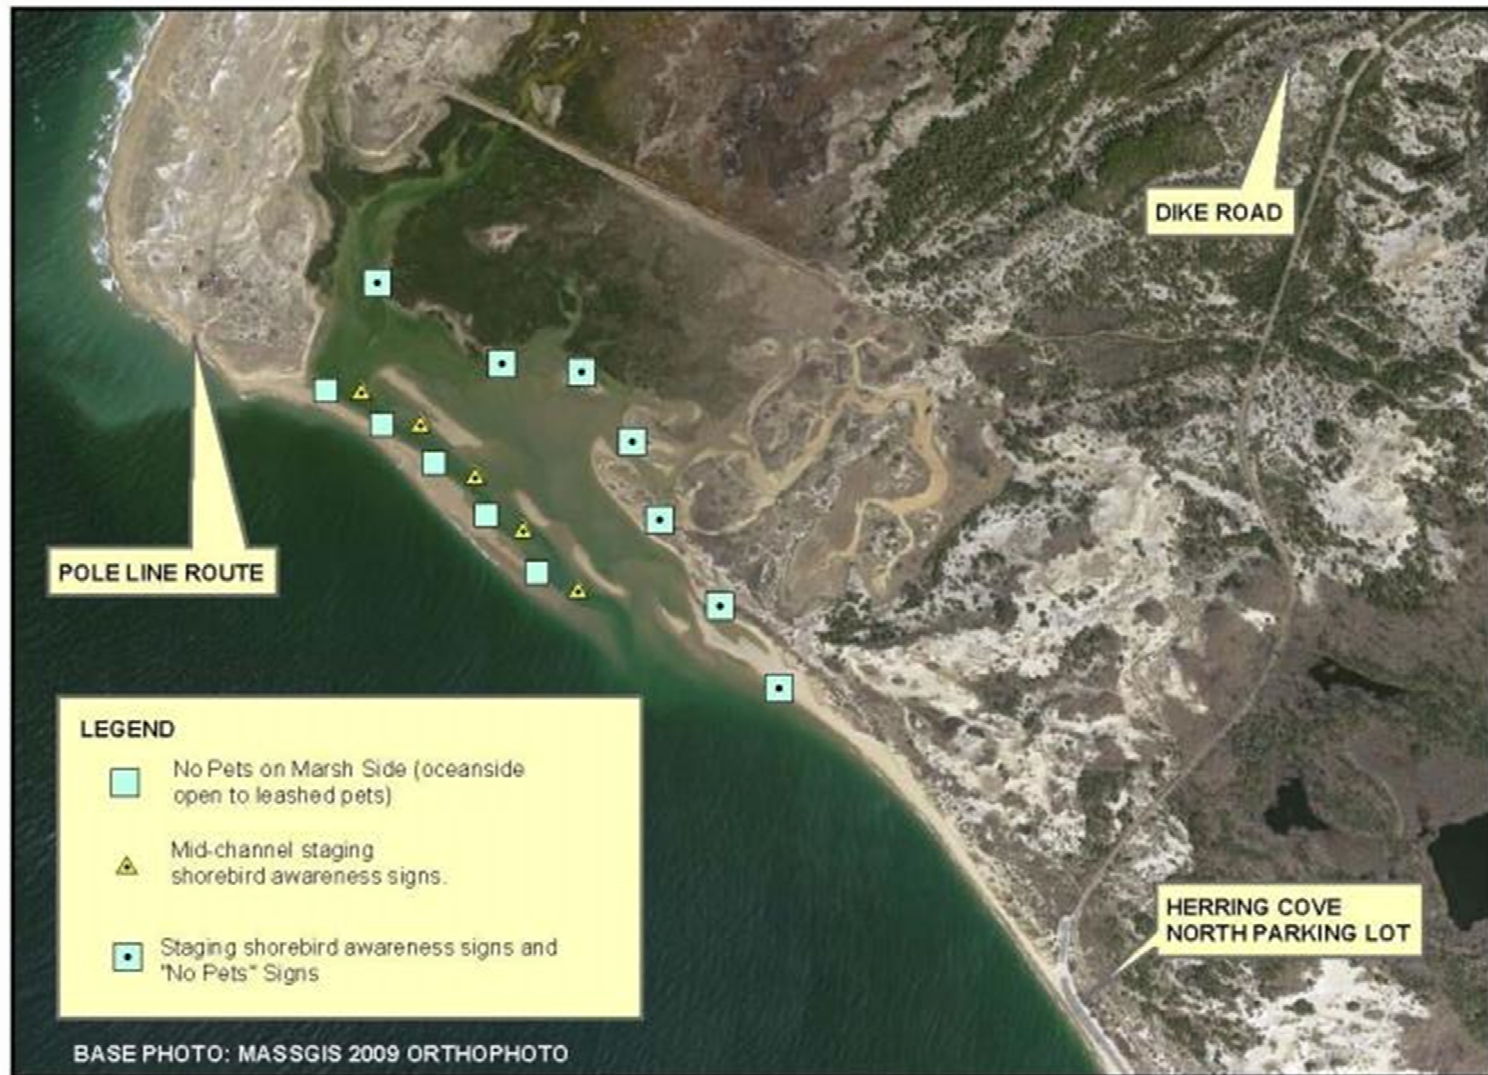 DIKE ROAD
POLE LINE ROUTE
LEGEND
No Pets on Marsh Side (oceanside
open to leashed pets)
Mid-channel staging
shorebird awareness signs.
Staging shorebird awareness signs and
"No Pets" Signs
HERRING COVE
NORTH PARKING LOT
BASE PHOTO: MASSGIS 2009 ORTHOPHOTO